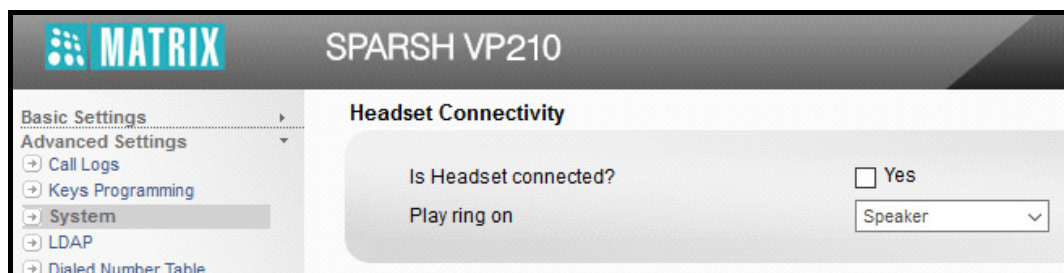 MATRIX
SPARSH VP210
Basic Settings
Advanced Settings
Call Logs
Keys Programming
System
LDAP
Dialed Number Table
Headset Connectivity
Is Headset connected? Yes
Play ring on Speaker